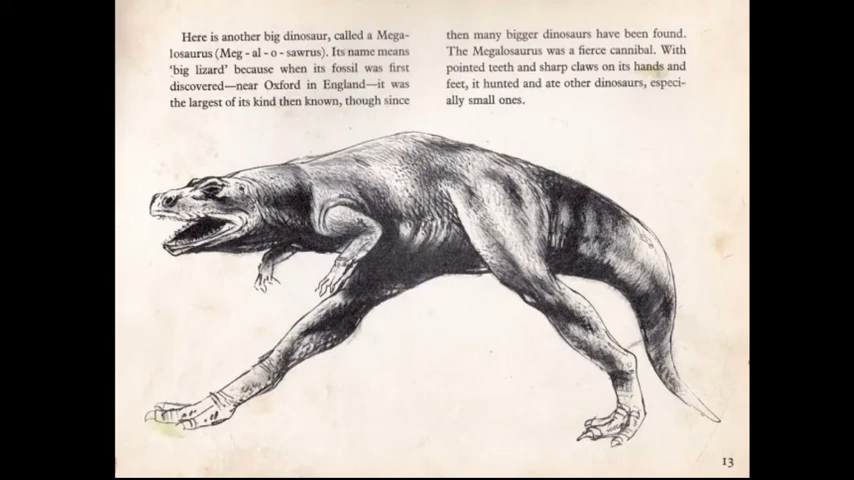 Here is another big dinosaur, called a Mega-
losaurus (Meg - al - o - sawrus). Its name means
‘big lizard’ because when its fossil was first
discovered—near Oxford in England—it was
the largest of its kind then known, though since
then many bigger dinosaurs have been found.
The Megalosaurus was a fierce cannibal. With
pointed teeth and sharp claws on its hands and
feet, it hunted and ate other dinosaurs, especi-
ally small ones.
13